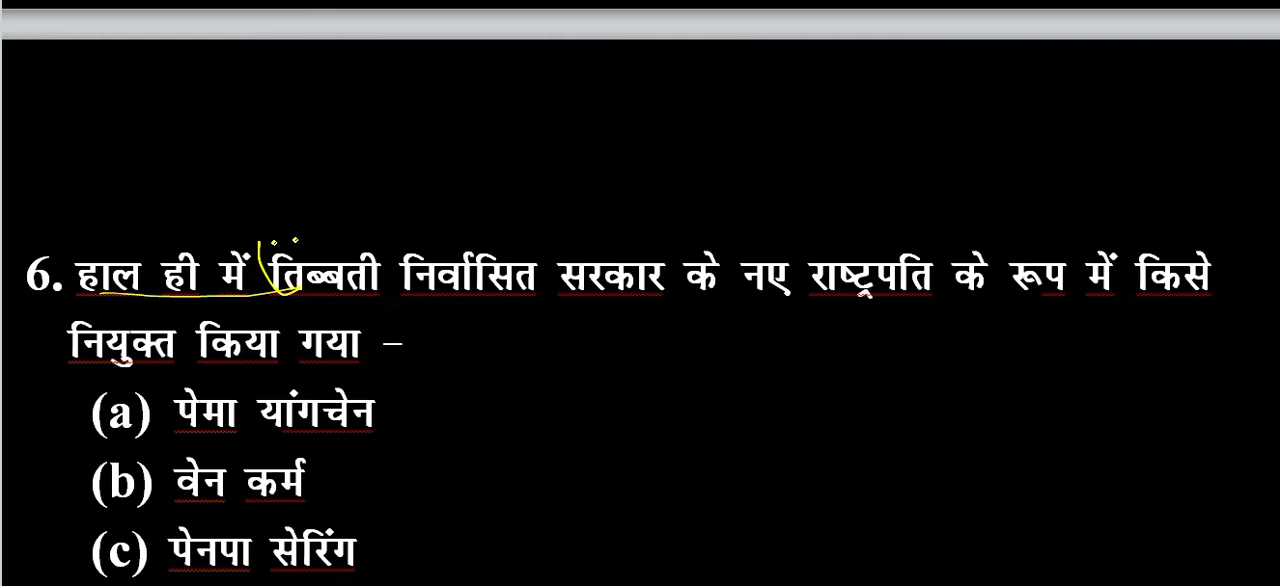 6. हाल ही में तिब्बती निर्वासित सरकार के नए राष्ट्रपति के रूप में किसे
नियुक्त किया गया –
(a) पेमा यांगचेन
(b) वेन कर्म
(c) पेनपा सेरिंग